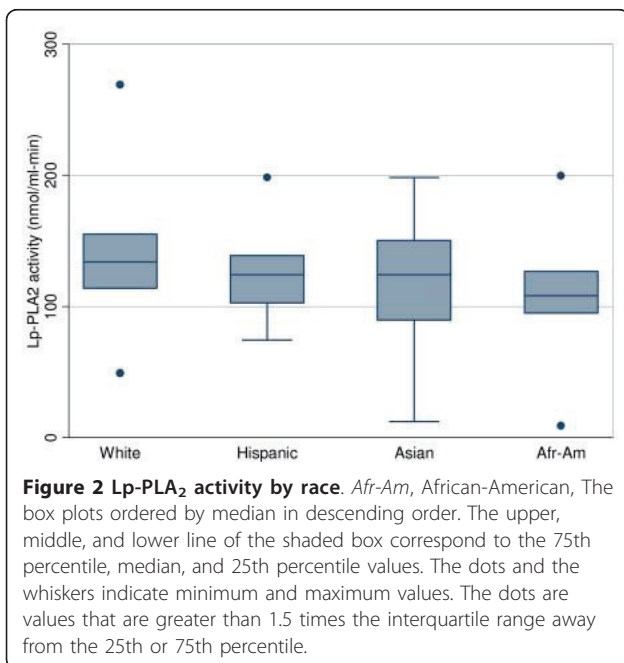 300
200
100
0
Lp-PLA2 activity (nmol/ml-min)
White Hispanic Asian Afr-Am
Figure 2 Lp-PLA₂ activity by race. Afr-Am, African-American, The
box plots ordered by median in descending order. The upper,
middle, and lower line of the shaded box correspond to the 75th
percentile, median, and 25th percentile values. The dots and the
whiskers indicate minimum and maximum values. The dots are
values that are greater than 1.5 times the interquartile range away
from the 25th or 75th percentile.